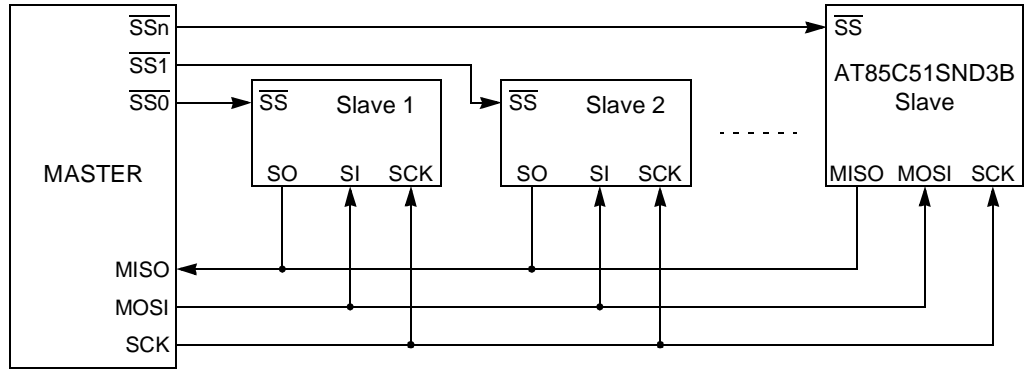 SSn
SS1
SS0
MASTER
MISO
MOSI
SCK
SS Slave 1
SO SI SCK
SS Slave 2
SO SI SCK
SS
AT85C51SND3B
Slave
MISO MOSI SCK